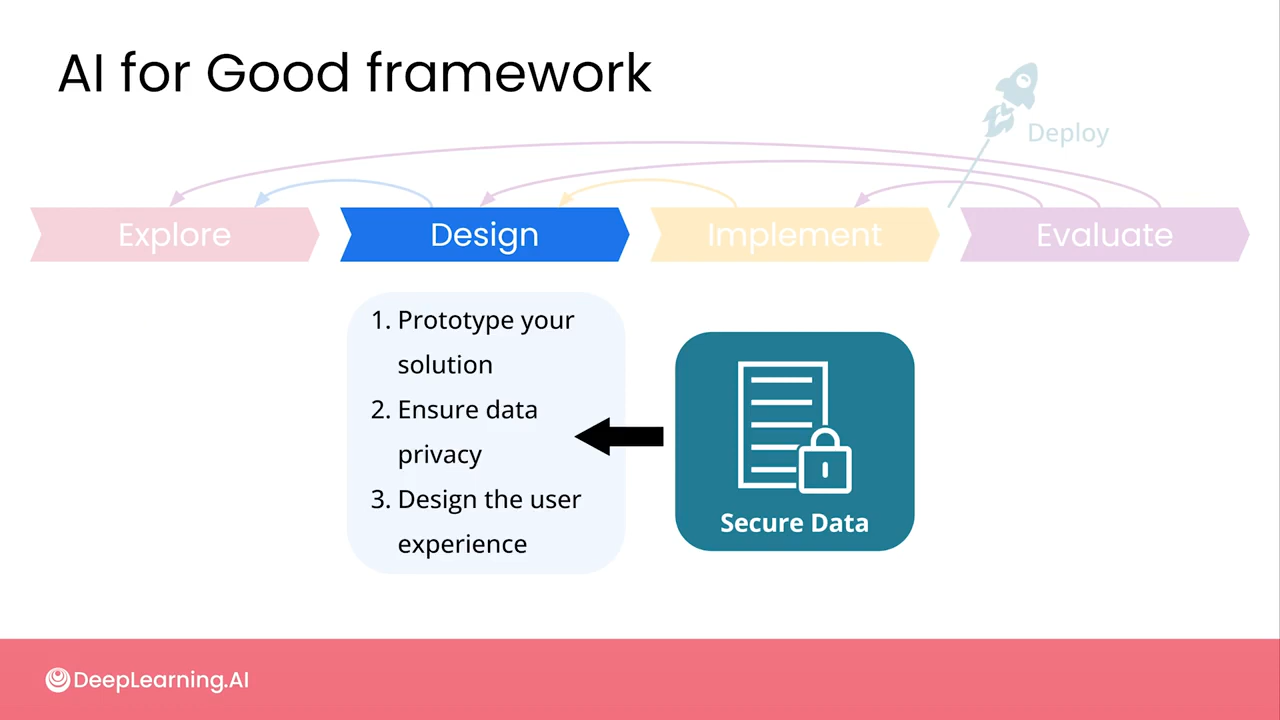 AI for Good framework
Deploy
Explore
Design
Implement
Evaluate
1. Prototype your
solution
2. Ensure data
privacy
3. Design the user
experience
Secure Data
DeepLearning.AI